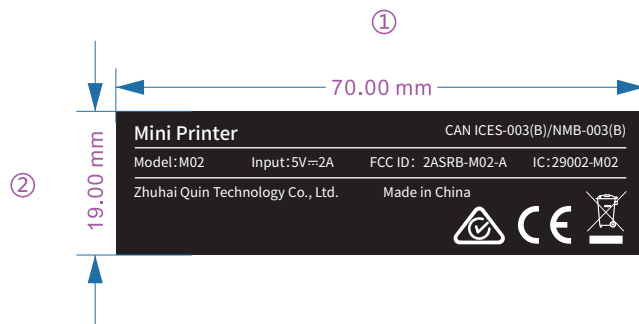 ①
70.00 mm
② 19.00 mm
Mini Printer CAN ICES-003(B)/NMB-003(B)
Model:M02 Input:5V⎓2A FCC ID: 2ASRB-M02-A IC:29002-M02
Zhuhai Quin Technology Co., Ltd. Made in China
CE